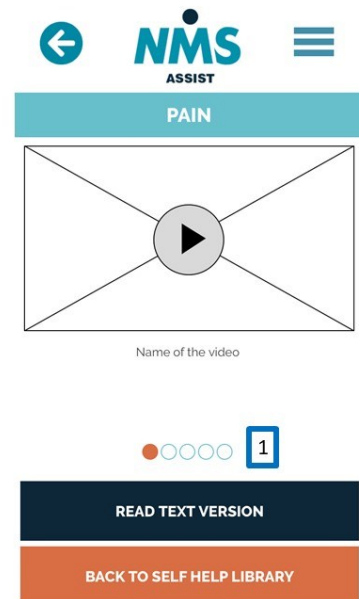 NMS
ASSIST
PAIN
Name of the video
1
READ TEXT VERSION
BACK TO SELF HELP LIBRARY